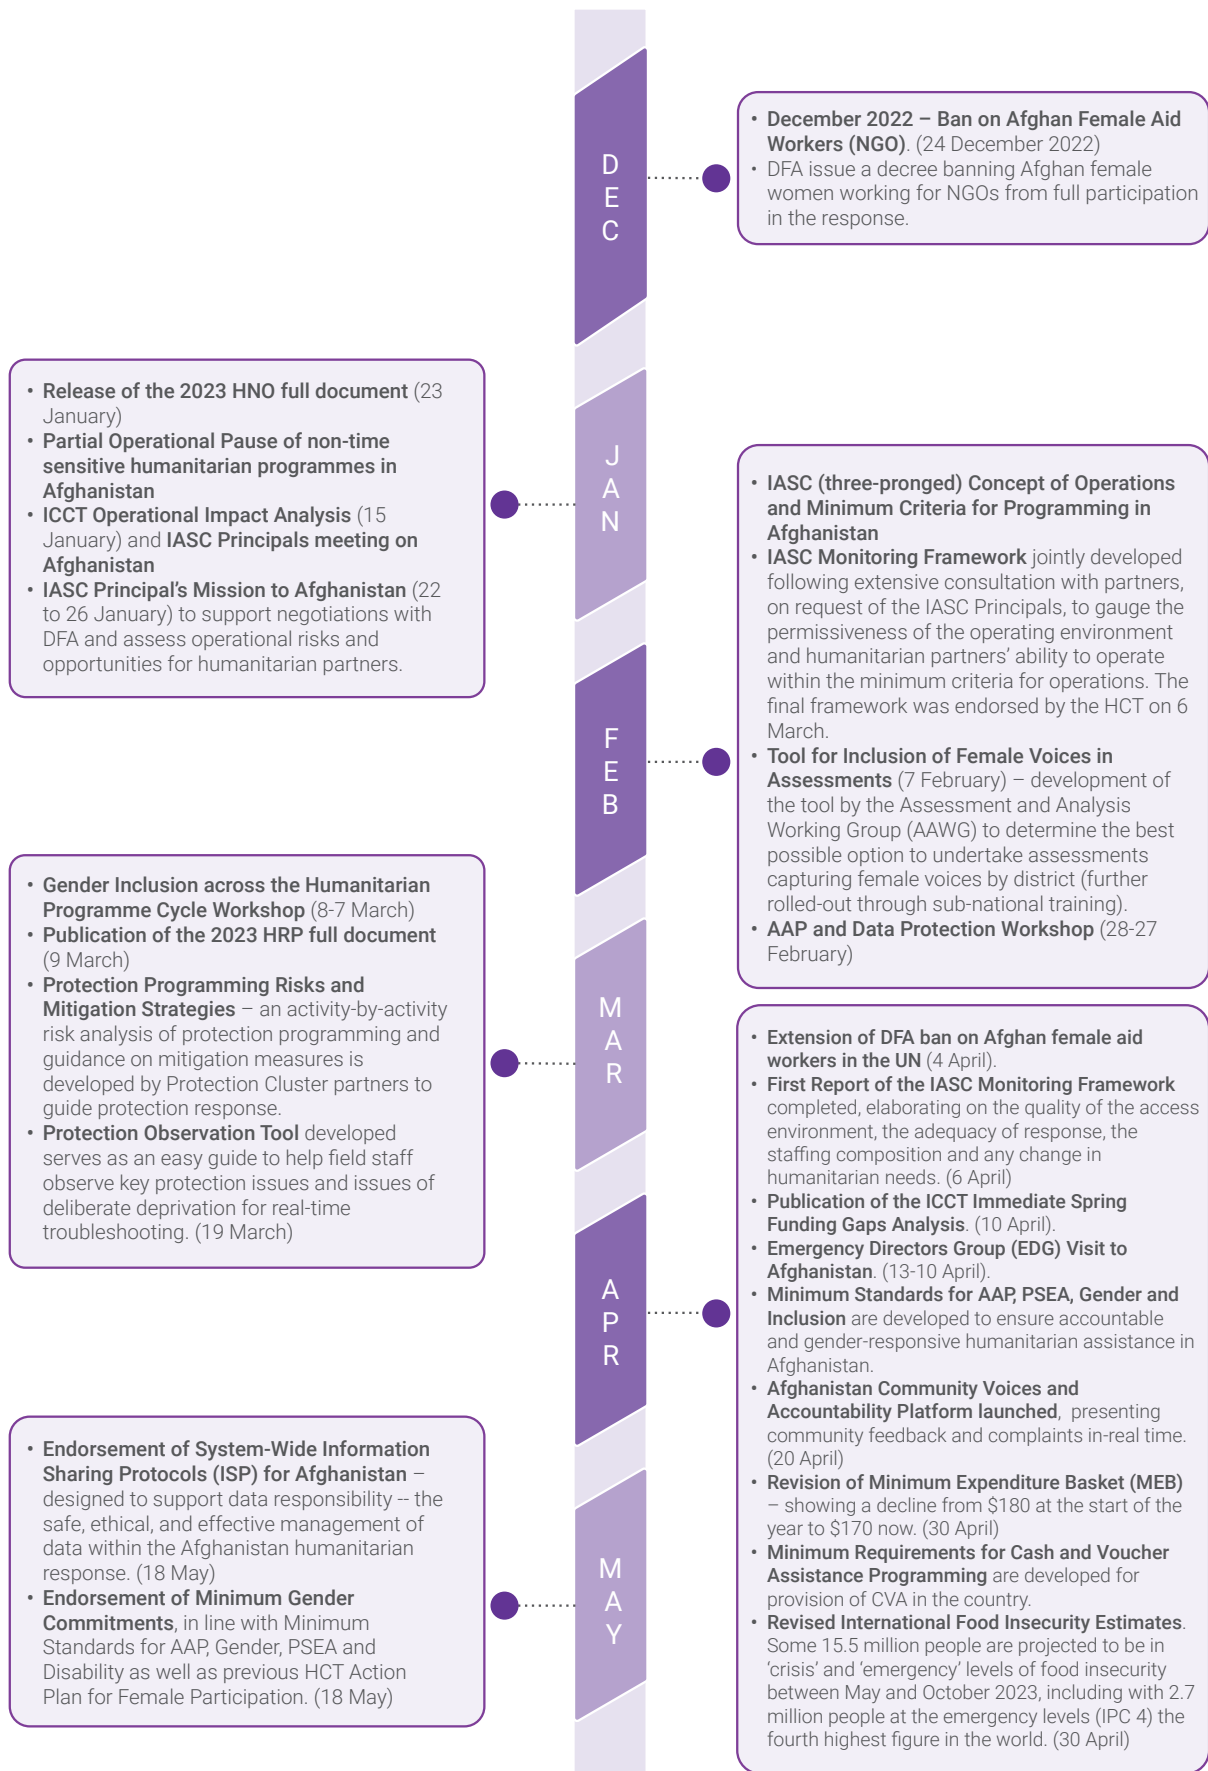 DEC
• December 2022 – Ban on Afghan Female Aid
Workers (NGO). (24 December 2022)
• DFA issue a decree banning Afghan female
women working for NGOs from full participation
in the response.
JAN
• Release of the 2023 HNO full document (23
January)
• Partial Operational Pause of non-time
sensitive humanitarian programmes in
Afghanistan
• ICCT Operational Impact Analysis (15
January) and IASC Principals meeting on
Afghanistan
• IASC Principal’s Mission to Afghanistan (22
to 26 January) to support negotiations with
DFA and assess operational risks and
opportunities for humanitarian partners.
FEB
• IASC (three-pronged) Concept of Operations
and Minimum Criteria for Programming in
Afghanistan
• IASC Monitoring Framework jointly developed
following extensive consultation with partners,
on request of the IASC Principals, to gauge the
permissiveness of the operating environment
and humanitarian partners’ ability to operate
within the minimum criteria for operations. The
final framework was endorsed by the HCT on 6
March.
• Tool for Inclusion of Female Voices in
Assessments (7 February) – development of
the tool by the Assessment and Analysis
Working Group (AAWG) to determine the best
possible option to undertake assessments
capturing female voices by district (further
rolled-out through sub-national training).
• AAP and Data Protection Workshop (28-27
February)
MAR
• Gender Inclusion across the Humanitarian
Programme Cycle Workshop (8-7 March)
• Publication of the 2023 HRP full document
(9 March)
• Protection Programming Risks and
Mitigation Strategies – an activity-by-activity
risk analysis of protection programming and
guidance on mitigation measures is
developed by Protection Cluster partners to
guide protection response.
• Protection Observation Tool developed
serves as an easy guide to help field staff
observe key protection issues and issues of
deliberate deprivation for real-time
troubleshooting. (19 March)
APR
• Extension of DFA ban on Afghan female aid
workers in the UN (4 April).
• First Report of the IASC Monitoring Framework
completed, elaborating on the quality of the access
environment, the adequacy of response, the
staffing composition and any change in
humanitarian needs. (6 April)
• Publication of the ICCT Immediate Spring
Funding Gaps Analysis. (10 April).
• Emergency Directors Group (EDG) Visit to
Afghanistan. (13-10 April).
• Minimum Standards for AAP, PSEA, Gender and
Inclusion are developed to ensure accountable
and gender-responsive humanitarian assistance in
Afghanistan.
• Afghanistan Community Voices and
Accountability Platform launched, presenting
community feedback and complaints in-real time.
(20 April)
• Revision of Minimum Expenditure Basket (MEB)
– showing a decline from $180 at the start of the
year to $170 now. (30 April)
• Minimum Requirements for Cash and Voucher
Assistance Programming are developed for
provision of CVA in the country.
• Revised International Food Insecurity Estimates.
Some 15.5 million people are projected to be in
‘crisis’ and ‘emergency’ levels of food insecurity
between May and October 2023, including with 2.7
million people at the emergency levels (IPC 4) the
fourth highest figure in the world. (30 April)
MAY
• Endorsement of System-Wide Information
Sharing Protocols (ISP) for Afghanistan –
designed to support data responsibility -- the
safe, ethical, and effective management of
data within the Afghanistan humanitarian
response. (18 May)
• Endorsement of Minimum Gender
Commitments, in line with Minimum
Standards for AAP, Gender, PSEA and
Disability as well as previous HCT Action
Plan for Female Participation. (18 May)